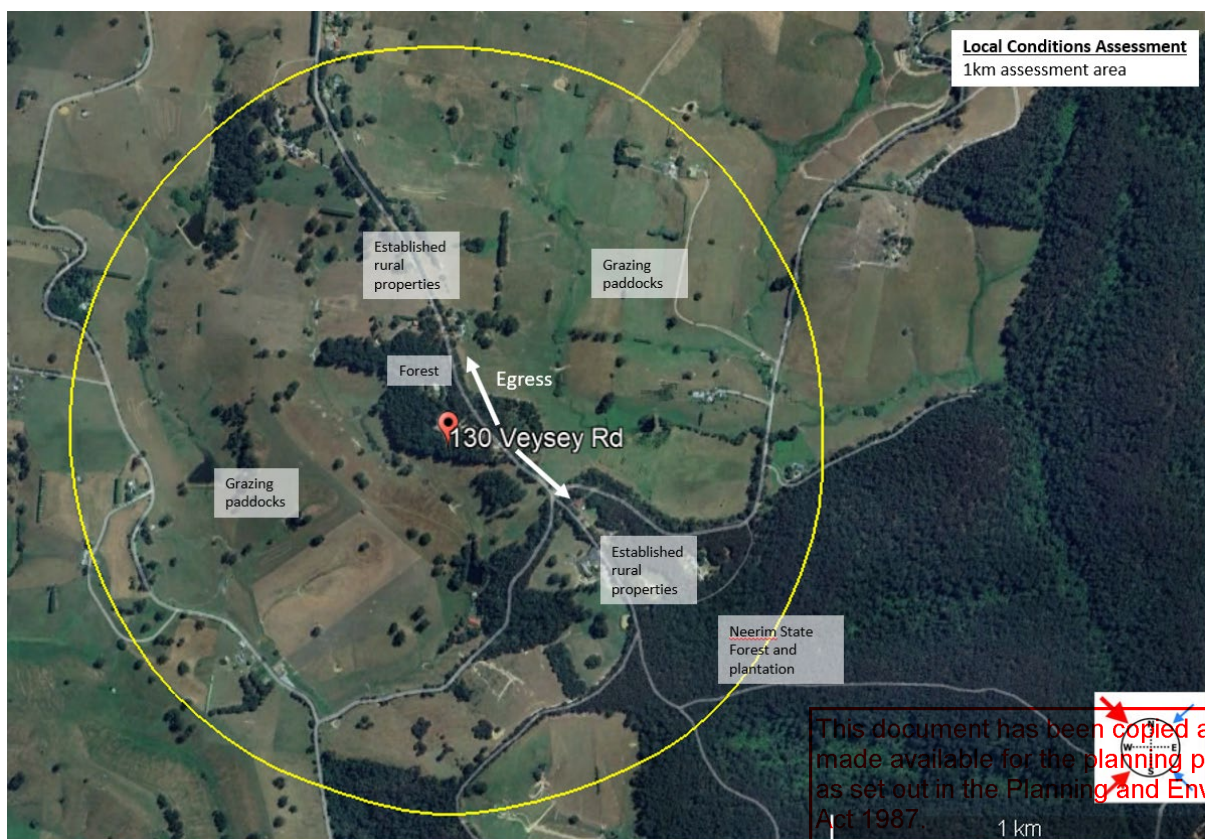 Local Conditions Assessment
1km assessment area
Established
rural
properties
Grazing
paddocks
Forest
Egress
130 Veysey Rd
Grazing
paddocks
Established
rural
properties
Neerim State
Forest and
plantation
This document has been copied a
made available for the planning p
as set out in the Planning and Env
Act 1987.
N
W
E
S
1 km